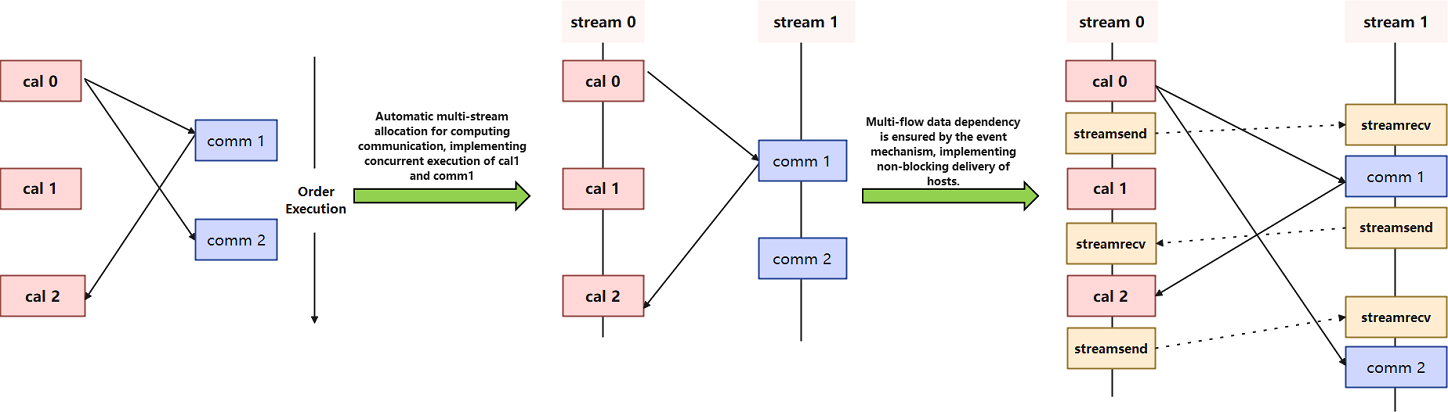 cal 0
comm 1
cal 1
comm 2
cal 2
Order
Execution
Automatic multi-stream
allocation for computing
communication, implementing
concurrent execution of cal1
and comm1
stream 0
stream 1
cal 0
comm 1
cal 1
comm 2
cal 2
Multi-flow data dependency
is ensured by the event
mechanism, implementing
non-blocking delivery of
hosts.
stream 0
stream 1
cal 0
streamsend
streamrecv
cal 1
comm 1
streamrecv
streamsend
cal 2
streamrecv
streamsend
comm 2